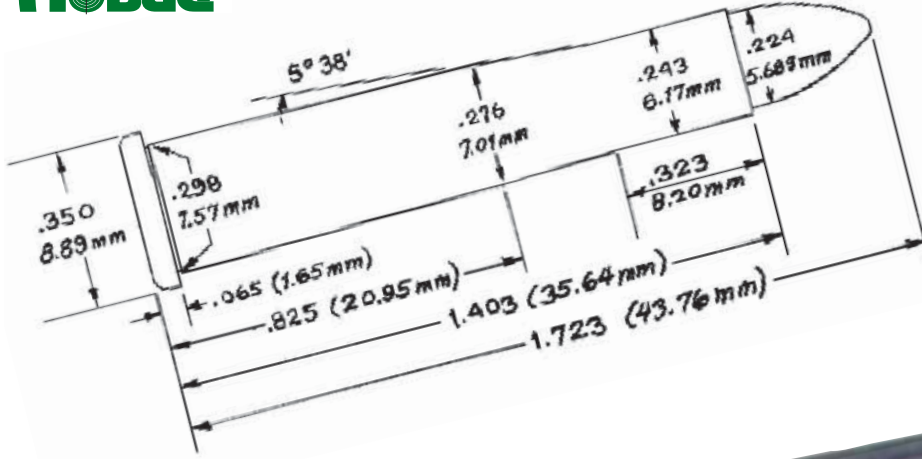 5° 38'
.224
5.689mm
.243
6.17mm
.276
7.01mm
.298
7.57mm
.350
8.89mm
.323
8.20mm
.065 (1.65mm)
.825 (20.95mm)
1.403 (35.64mm)
1.723 (43.76mm)